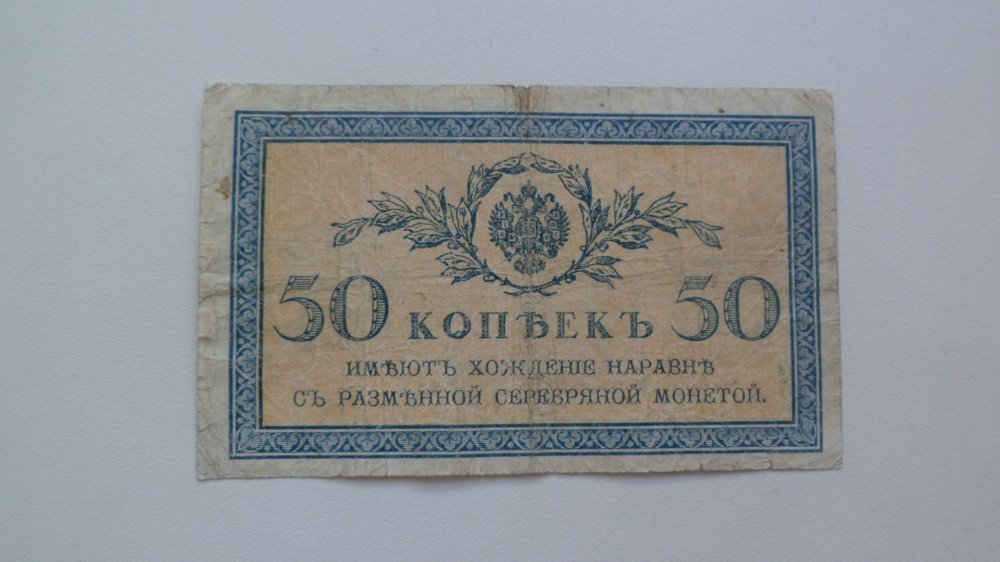 50 КОПѢЕКЪ 50
ИМѢЮТЪ ХОЖДЕНІЕ НАРАВНѢ
СЪ РАЗМѢННОЙ СЕРЕБРЯНОЙ МОНЕТОЙ.